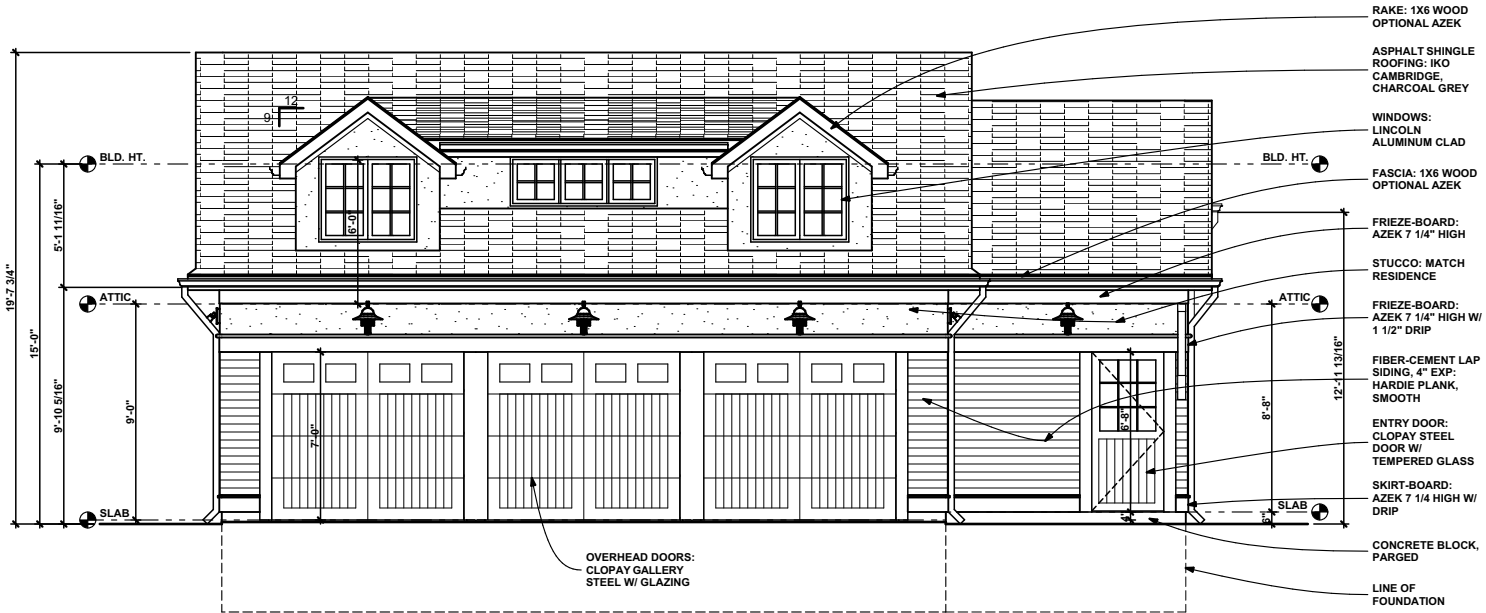 RAKE: 1X6 WOOD
OPTIONAL AZEK
ASPHALT SHINGLE
ROOFING: IKO
CAMBRIDGE,
CHARCOAL GREY
WINDOWS:
LINCOLN
ALUMINUM CLAD
FASCIA: 1X6 WOOD
OPTIONAL AZEK
FRIEZE-BOARD:
AZEK 7 1/4" HIGH
STUCCO: MATCH
RESIDENCE
FRIEZE-BOARD:
AZEK 7 1/4" HIGH W/
1 1/2" DRIP
FIBER-CEMENT LAP
SIDING, 4" EXP:
HARDIE PLANK,
SMOOTH
ENTRY DOOR:
CLOPAY STEEL
DOOR W/
TEMPERED GLASS
SKIRT-BOARD:
AZEK 7 1/4 HIGH W/
DRIP
CONCRETE BLOCK,
PARGED
LINE OF
FOUNDATION
12
9
BLD. HT.
BLD. HT.
ATTIC
ATTIC
SLAB
SLAB
19'-7 3/4"
15'-0"
5'-1 11/16"
9'-10 5/16"
9'-0"
6'-0"
7'-0"
6'-8"
4"
8'-8"
6"
12'-11 13/16"
OVERHEAD DOORS:
CLOPAY GALLERY
STEEL W/ GLAZING